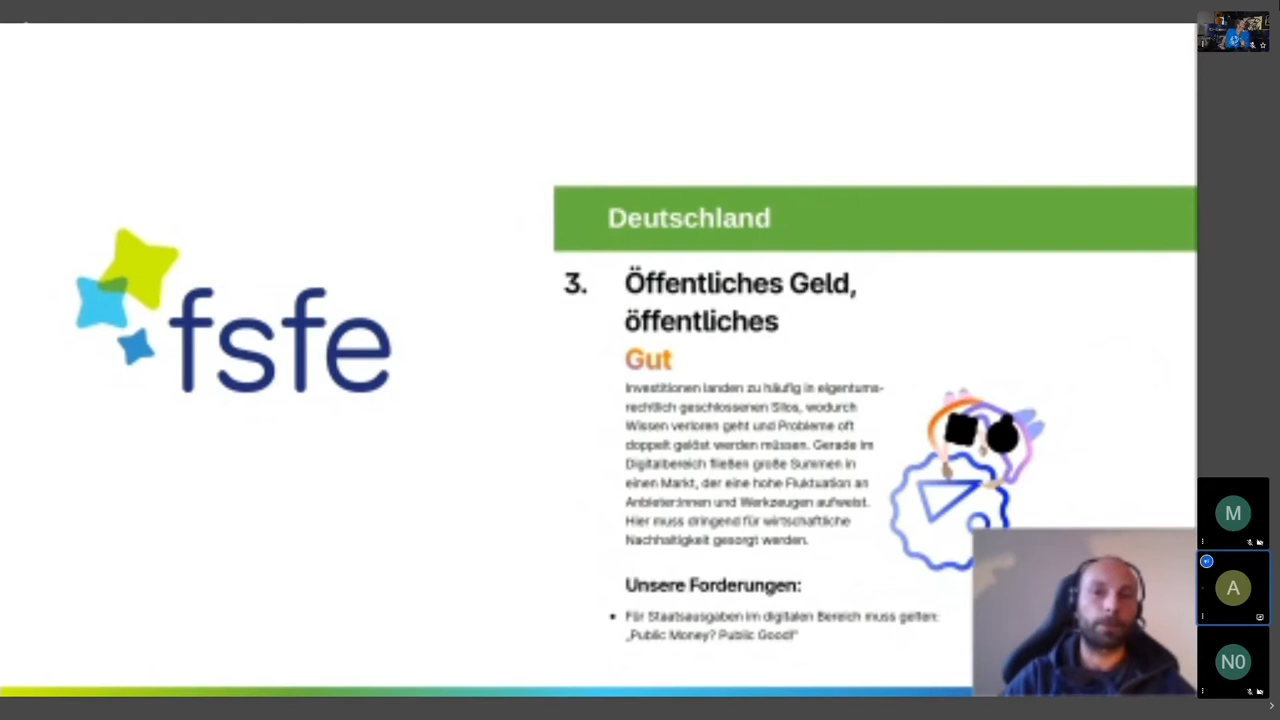 fsfe
Deutschland
3. Öffentliches Geld,
öffentliches
Gut
Investitionen landen zu häufig in eigentums-
rechtlich geschlossenen Silos, wodurch
Wissen verloren geht und Probleme oft
doppelt gelöst werden müssen. Gerade im
Digitalbereich fließen große Summen in
einen Markt, der eine hohe Fluktuation an
Anbieter:innen und Werkzeugen aufweist.
Hier muss dringend für wirtschaftliche
Nachhaltigkeit gesorgt werden.
Unsere Forderungen:
• Für Staatsausgaben im digitalen Bereich muss gelten:
„Public Money? Public Good!"
M
A
N0